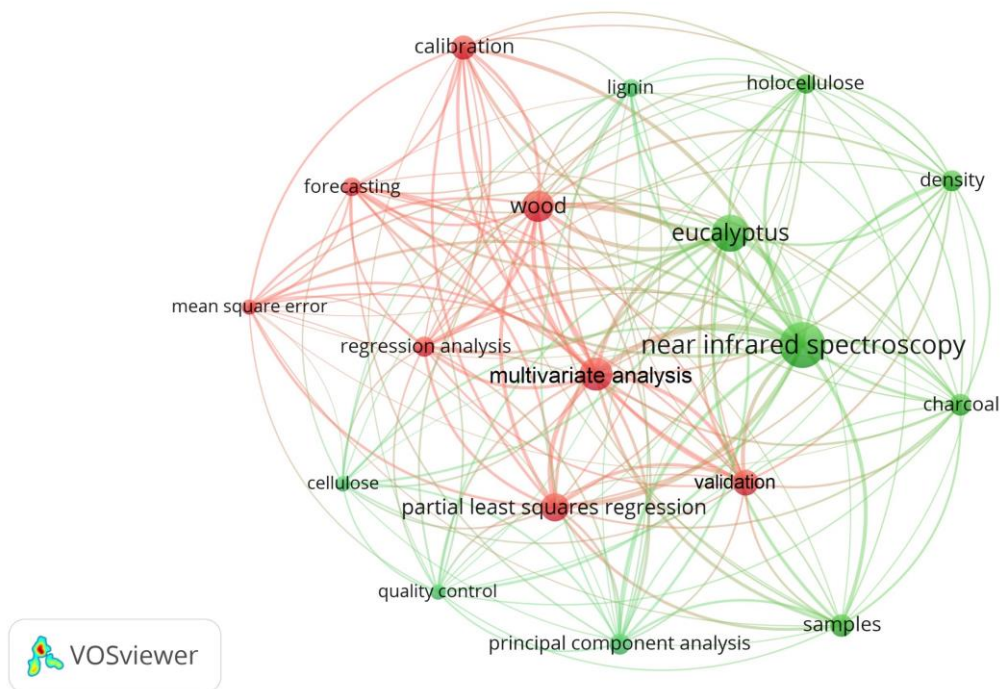 calibration
lignin
holocellulose
density
forecasting
wood
eucalyptus
mean square error
regression analysis
near infrared spectroscopy
multivariate analysis
charcoal
cellulose
validation
partial least squares regression
quality control
samples
principal component analysis
VOSviewer